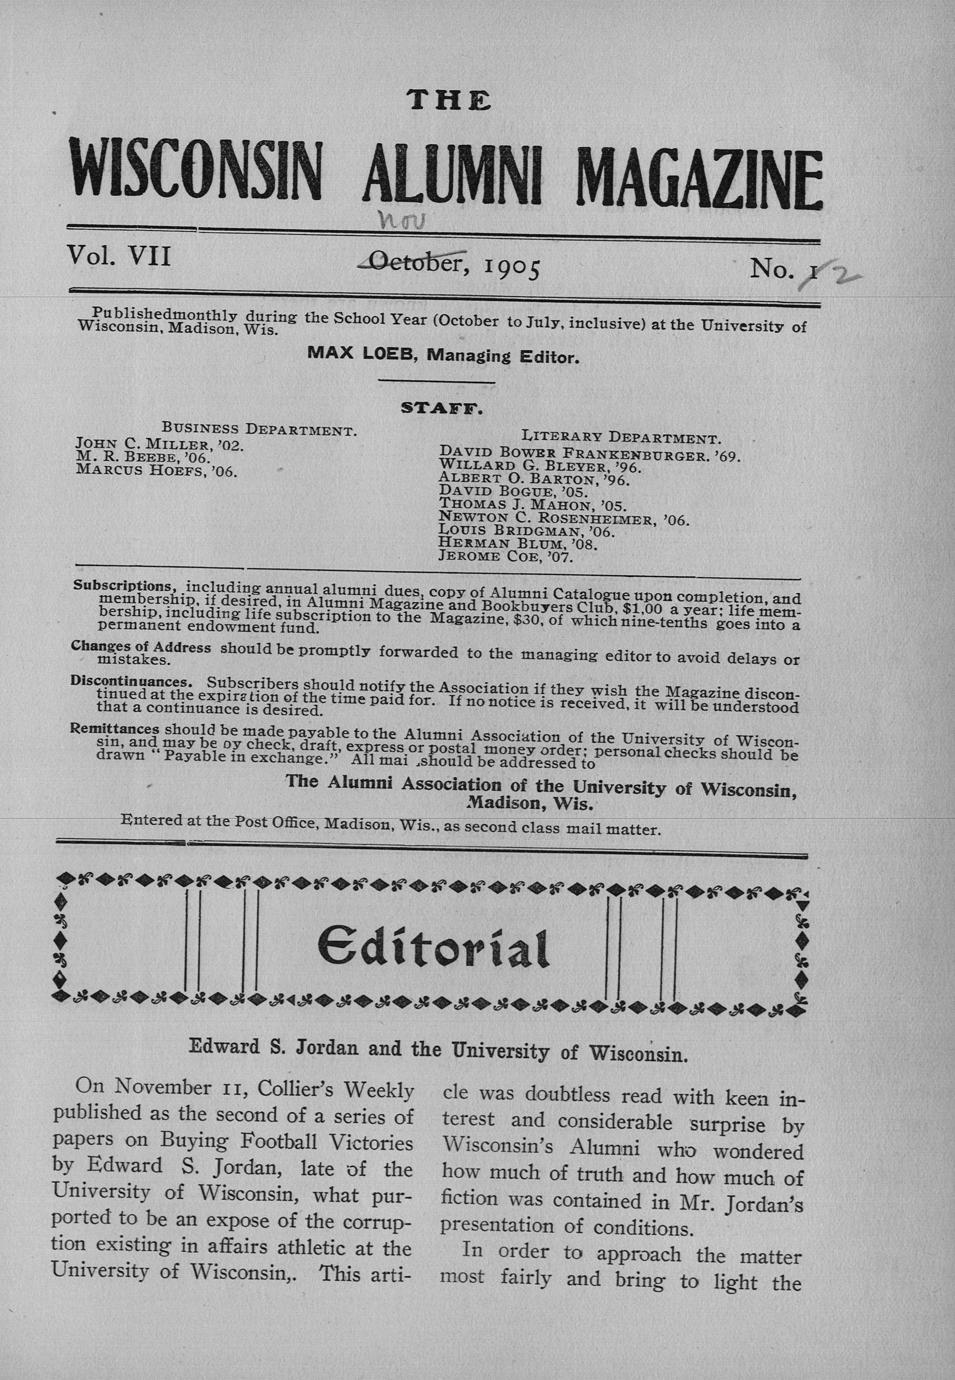 THE
WISCONSIN ALUMNI MAGAZINE
Nov
Vol. VII October, 1905 No. 1 2
Publishedmonthly during the School Year (October to July, inclusive) at the University of
Wisconsin, Madison, Wis.
MAX LOEB, Managing Editor.
STAFF.
BUSINESS DEPARTMENT.
JOHN C. MILLER, '02.
M. R. BEEBE, '06.
MARCUS HOEFS, '06.
LITERARY DEPARTMENT.
DAVID BOWER FRANKENBURGER. '69.
WILLARD G. BLEYER, '96.
ALBERT O. BARTON, '96.
DAVID BOGUE, '05.
THOMAS J. MAHON, '05.
NEWTON C. ROSENHEIMER, '06.
LOUIS BRIDGMAN, '06.
HERMAN BLUM, '08.
JEROME COE, '07.
Subscriptions, including annual alumni dues, copy of Alumni Catalogue upon completion, and
membership, if desired, in Alumni Magazine and Bookbuyers Club, $1,00 a year; life mem-
bership, including life subscription to the Magazine, $30, of which nine-tenths goes into a
permanent endowment fund.
Changes of Address should be promptly forwarded to the managing editor to avoid delays or
mistakes.
Discontinuances. Subscribers should notify the Association if they wish the Magazine discon-
tinued at the expiration of the time paid for. If no notice is received, it will be understood
that a continuance is desired.
Remittances should be made payable to the Alumni Association of the University of Wiscon-
sin, and may be by check, draft, express or postal money order; personal checks should be
drawn "Payable in exchange." All mai should be addressed to
The Alumni Association of the University of Wisconsin,
Madison, Wis.
Entered at the Post Office, Madison, Wis., as second class mail matter.
Editorial
Edward S. Jordan and the University of Wisconsin.
On November 11, Collier's Weekly
published as the second of a series of
papers on Buying Football Victories
by Edward S. Jordan, late of the
University of Wisconsin, what pur-
ported to be an expose of the corrup-
tion existing in affairs athletic at the
University of Wisconsin,. This arti-
cle was doubtless read with keen in-
terest and considerable surprise by
Wisconsin's Alumni who wondered
how much of truth and how much of
fiction was contained in Mr. Jordan's
presentation of conditions.
In order to approach the matter
most fairly and bring to light the